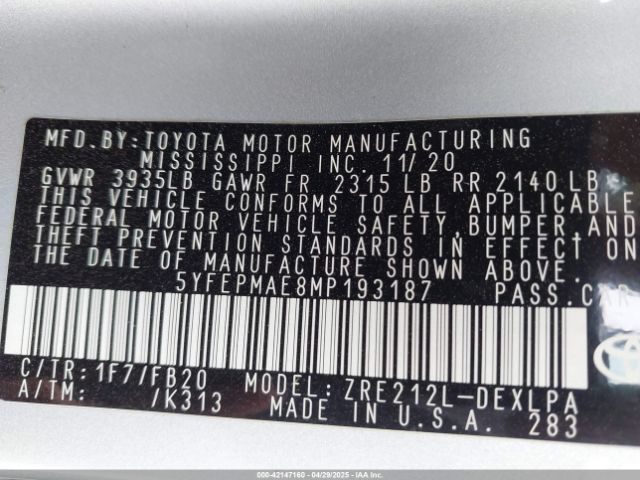 MFD.BY:TOYOTA MOTOR MANUFACTURING
MISSISSIPPI INC. 11/20
GVWR 3935LB GAWR FR 2315 LB RR 2140 LB
THIS VEHICLE CONFORMS TO ALL APPLICABLE
FEDERAL MOTOR VEHICLE SAFETY,BUMPER,AND
THEFT PREVENTION STANDARDS IN EFFECT ON
THE DATE OF MANUFACTURE SHOWN ABOVE.
5YFEPMAE8MP193187 PASS.CAR
C/TR:1F7/FB20 MODEL:ZRE212L-DEXLPA
A/TM: /K313 MADE IN U.S.A. 283
000-42147160 - 04/29/2025 - IAAI.COM